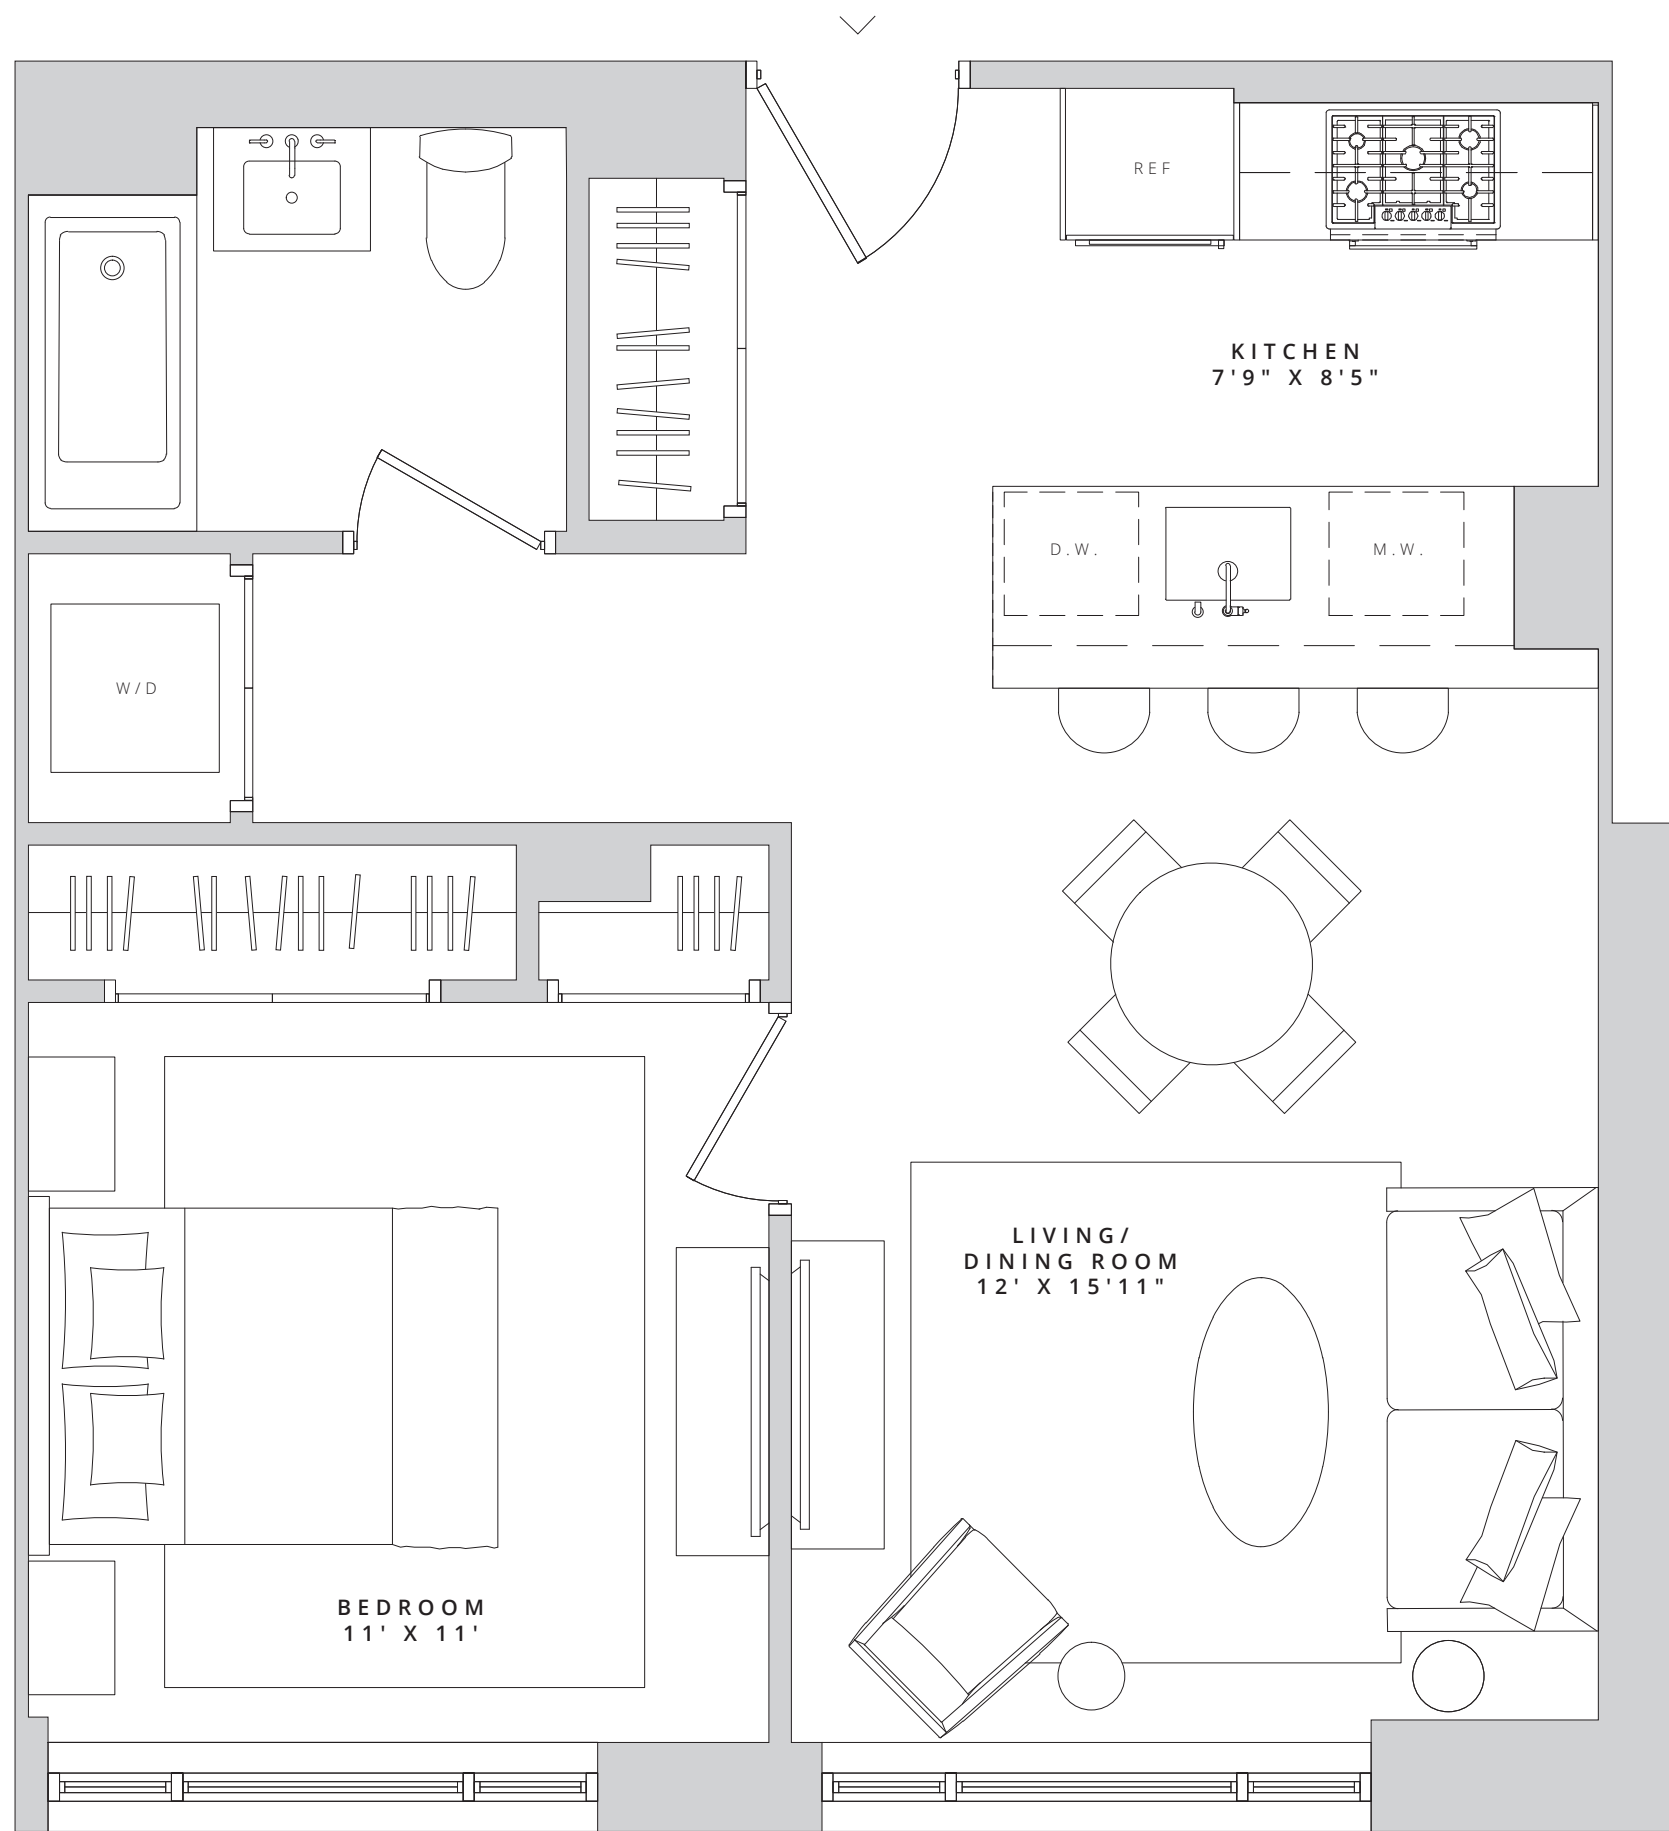 REF
KITCHEN
7'9" X 8'5"
D.W.
M.W.
W/D
LIVING/
DINING ROOM
12' X 15'11"
BEDROOM
11' X 11'